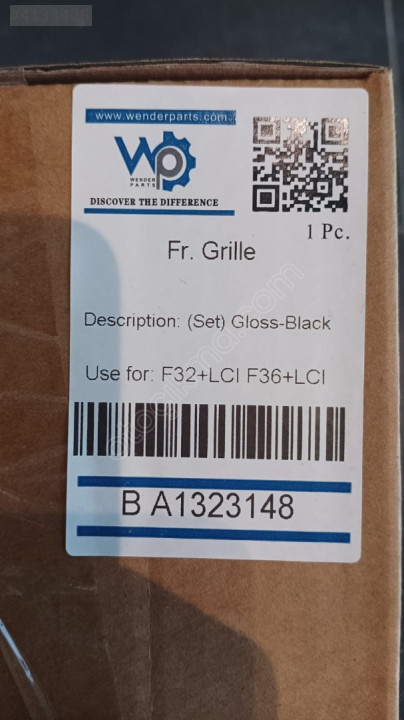 www.wenderparts.com
WP
WENDER
PARTS
DISCOVER THE DIFFERENCE
1 Pc.
Fr. Grille
Description: (Set) Gloss-Black
Use for: F32+LCI F36+LCI
B A1323148